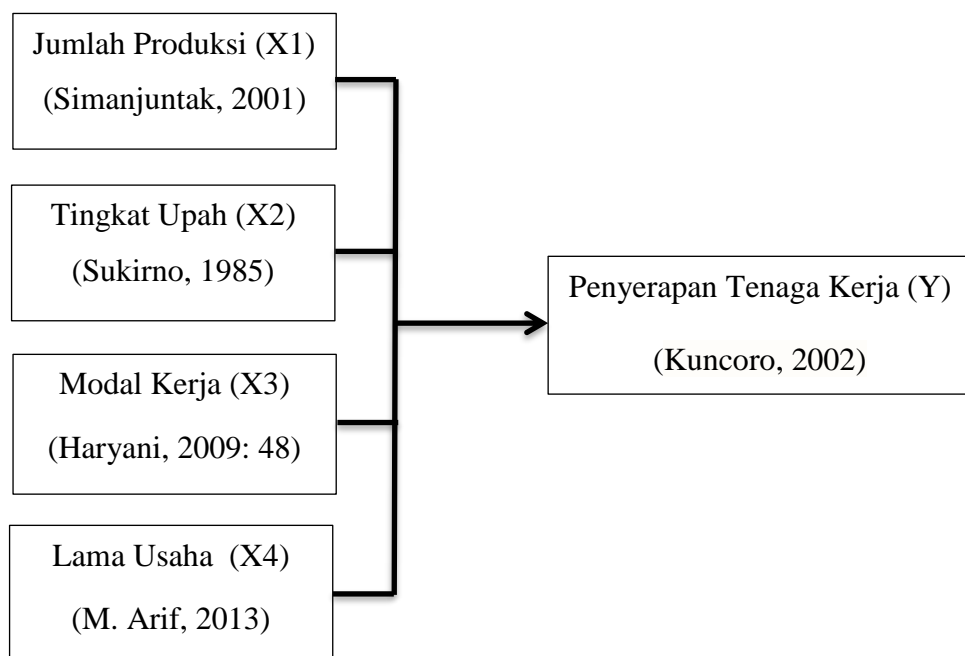 Jumlah Produksi (X1)
(Simanjuntak, 2001)
Tingkat Upah (X2)
(Sukirno, 1985)
Modal Kerja (X3)
(Haryani, 2009: 48)
Lama Usaha (X4)
(M. Arif, 2013)
Penyerapan Tenaga Kerja (Y)
(Kuncoro, 2002)